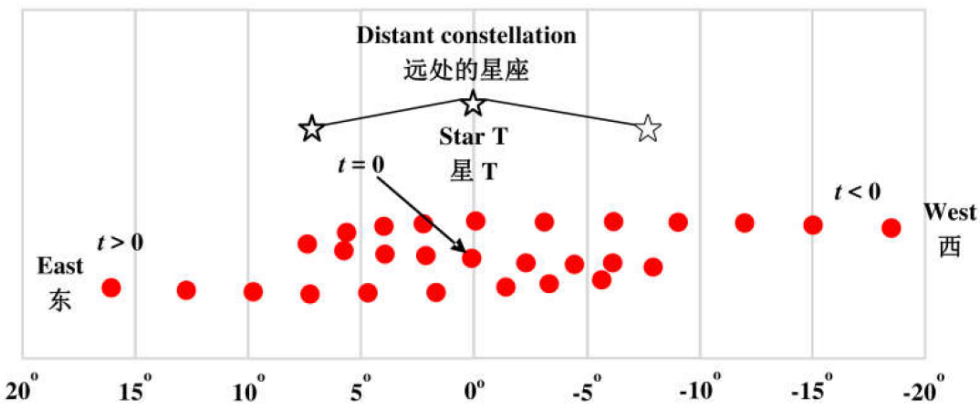 Distant constellation
远处的星座
Star T
星 T
t = 0
t < 0
t > 0
West
西
East
东
20° 15° 10° 5° 0° -5° -10° -15° -20°